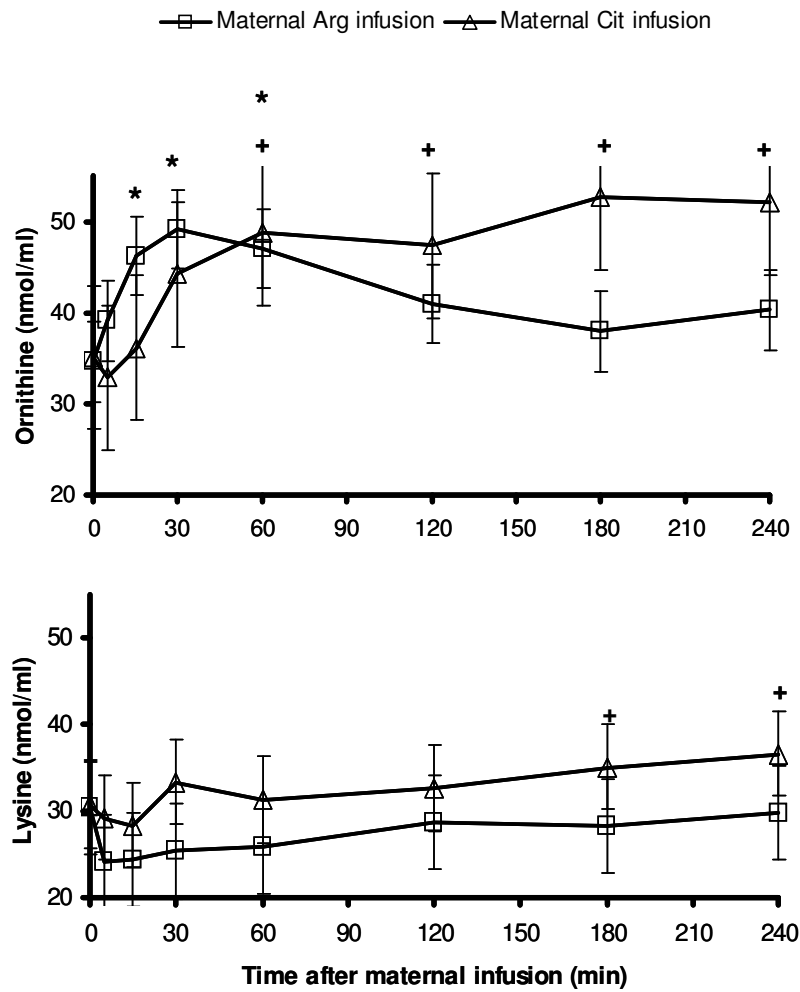 Maternal Arg infusion Maternal Cit infusion
*
* + + + +
*
50
40
30
20
Ornithine (nmol/ml)
0 30 60 90 120 150 180 210 240
+ +
50
40
30
20
Lysine (nmol/ml)
0 30 60 90 120 150 180 210 240
Time after maternal infusion (min)